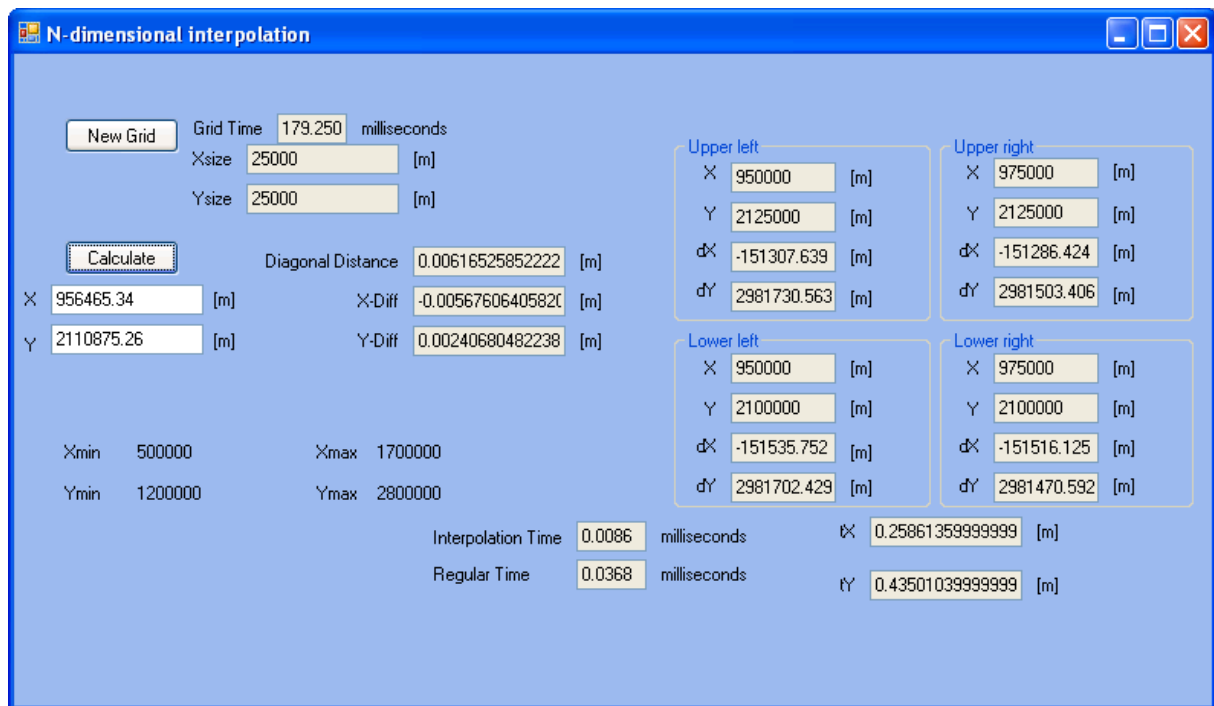 N-dimensional interpolation
New Grid
Grid Time 179.250 milliseconds
Xsize 25000 [m]
Ysize 25000 [m]
Calculate
X 956465.34 [m]
Y 2110875.26 [m]
Diagonal Distance 0.00616525852222 [m]
X-Diff -0.0056760640582 [m]
Y-Diff 0.00240680482238 [m]
Upper left
X 950000 [m]
Y 2125000 [m]
dX -151307.639 [m]
dY 2981730.563 [m]
Upper right
X 975000 [m]
Y 2125000 [m]
dX -151286.424 [m]
dY 2981503.406 [m]
Lower left
X 950000 [m]
Y 2100000 [m]
dX -151535.752 [m]
dY 2981702.429 [m]
Lower right
X 975000 [m]
Y 2100000 [m]
dX -151516.125 [m]
dY 2981470.592 [m]
Xmin 500000 Xmax 1700000
Ymin 1200000 Ymax 2800000
Interpolation Time 0.0086 milliseconds
Regular Time 0.0368 milliseconds
tX 0.25861359999999 [m]
tY 0.43501039999999 [m]